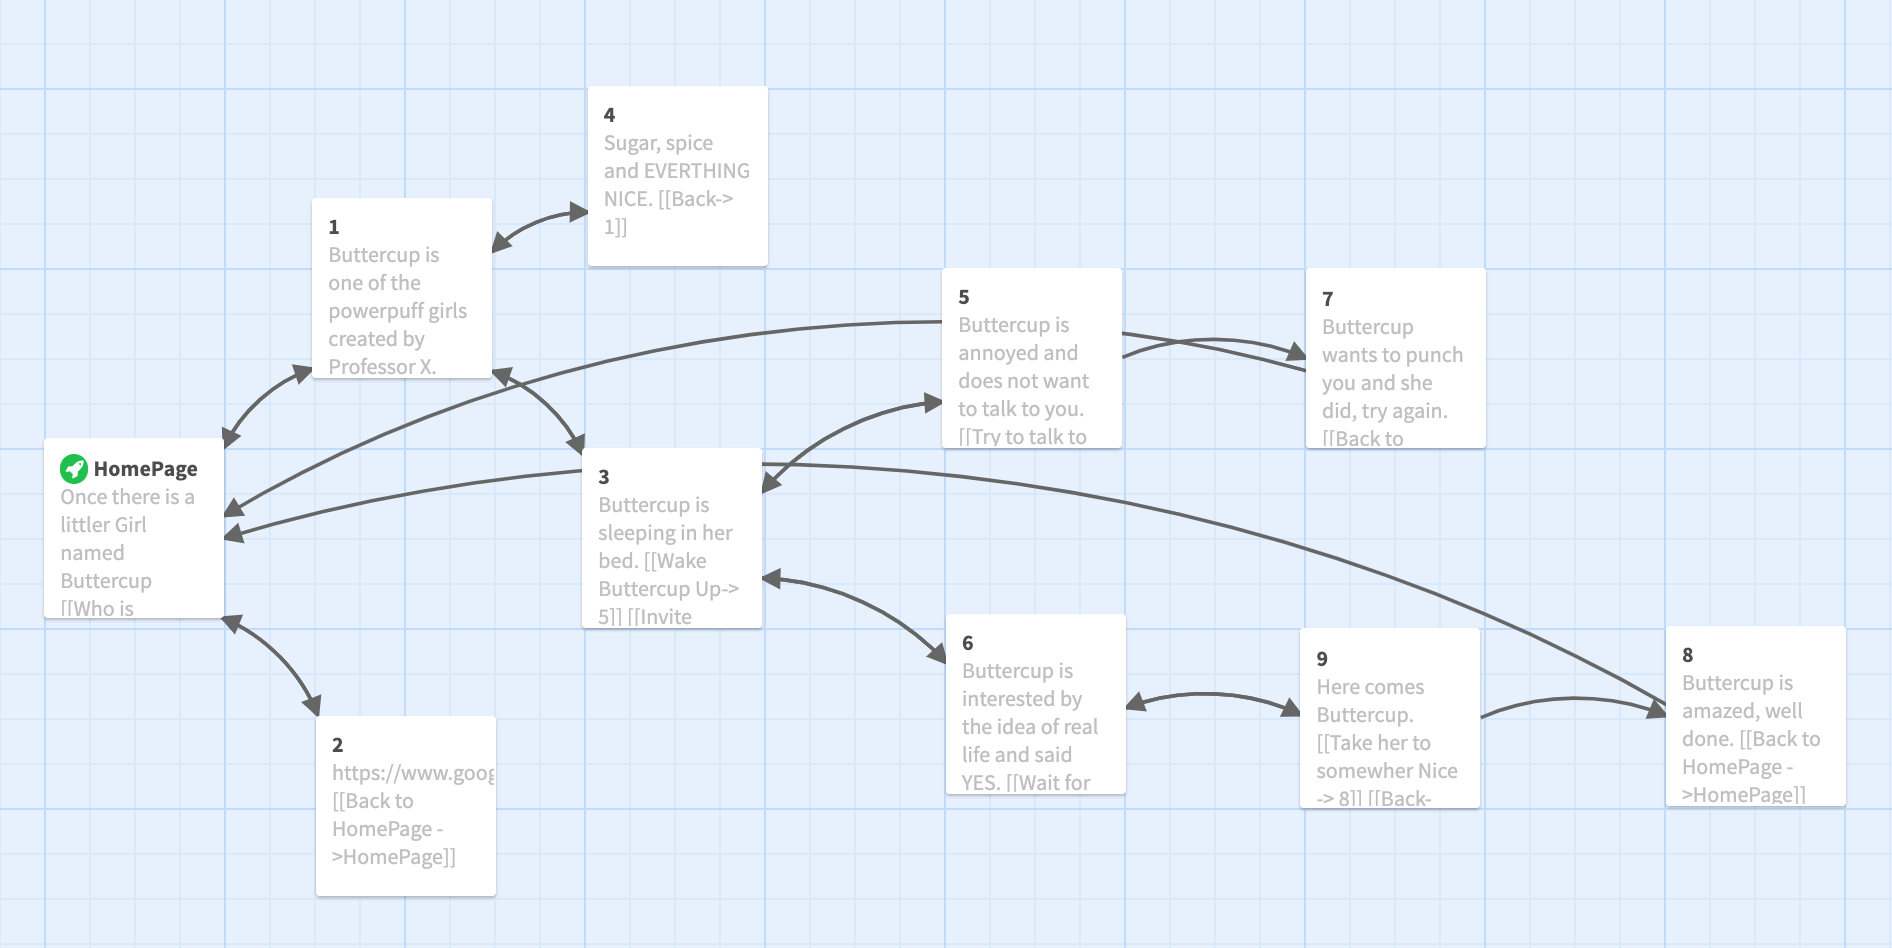 4
Sugar, spice
and EVERTHING
NICE. [[Back->
1]]
1
Buttercup is
one of the
powerpuff girls
created by
Professor X.
5
Buttercup is
annoyed and
does not want
to talk to you.
[[Try to talk to
7
Buttercup
wants to punch
you and she
did, try again.
[[Back to
HomePage
Once there is a
littler Girl
named
Buttercup
[[Who is
3
Buttercup is
sleeping in her
bed. [[Wake
Buttercup Up->
5]] [[Invite
6
Buttercup is
interested by
the idea of real
life and said
YES. [[Wait for
9
Here comes
Buttercup.
[[Take her to
somewher Nice
-> 8]] [[Back-
8
Buttercup is
amazed, well
done. [[Back to
HomePage -
>HomePage]]
2
https://www.goog
[[Back to
HomePage -
>HomePage]]